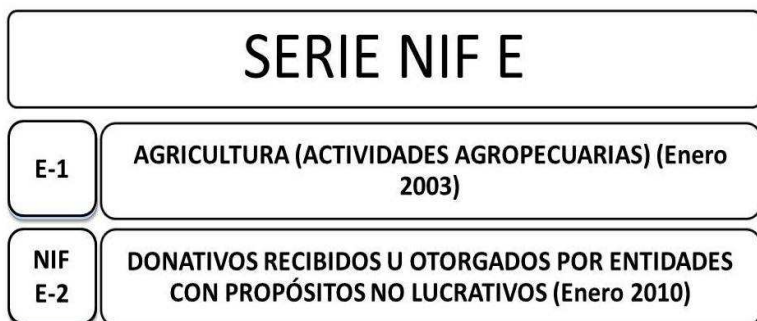 SERIE NIF E
E-1
AGRICULTURA (ACTIVIDADES AGROPECUARIAS) (Enero
2003)
NIF
E-2
DONATIVOS RECIBIDOS U OTORGADOS POR ENTIDADES
CON PROPÓSITOS NO LUCRATIVOS (Enero 2010)